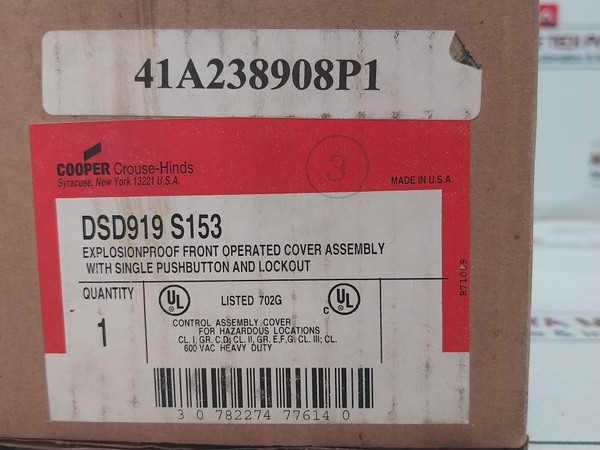 41A238908P1
COOPER Crouse-Hinds
Syracuse, New York 13221 U.S.A.
3
MADE IN U.S.A.
DSD919 S153
EXPLOSIONPROOF FRONT OPERATED COVER ASSEMBLY
WITH SINGLE PUSHBUTTON AND LOCKOUT
QUANTITY
1
UL
LISTED 702G
C UL
CONTROL ASSEMBLY COVER
FOR HAZARDOUS LOCATIONS
CL. I, GR. C,D; CL. II, GR. E,F,G; CL. III; CL.
600 VAC HEAVY DUTY
3 0 782274 77614 0